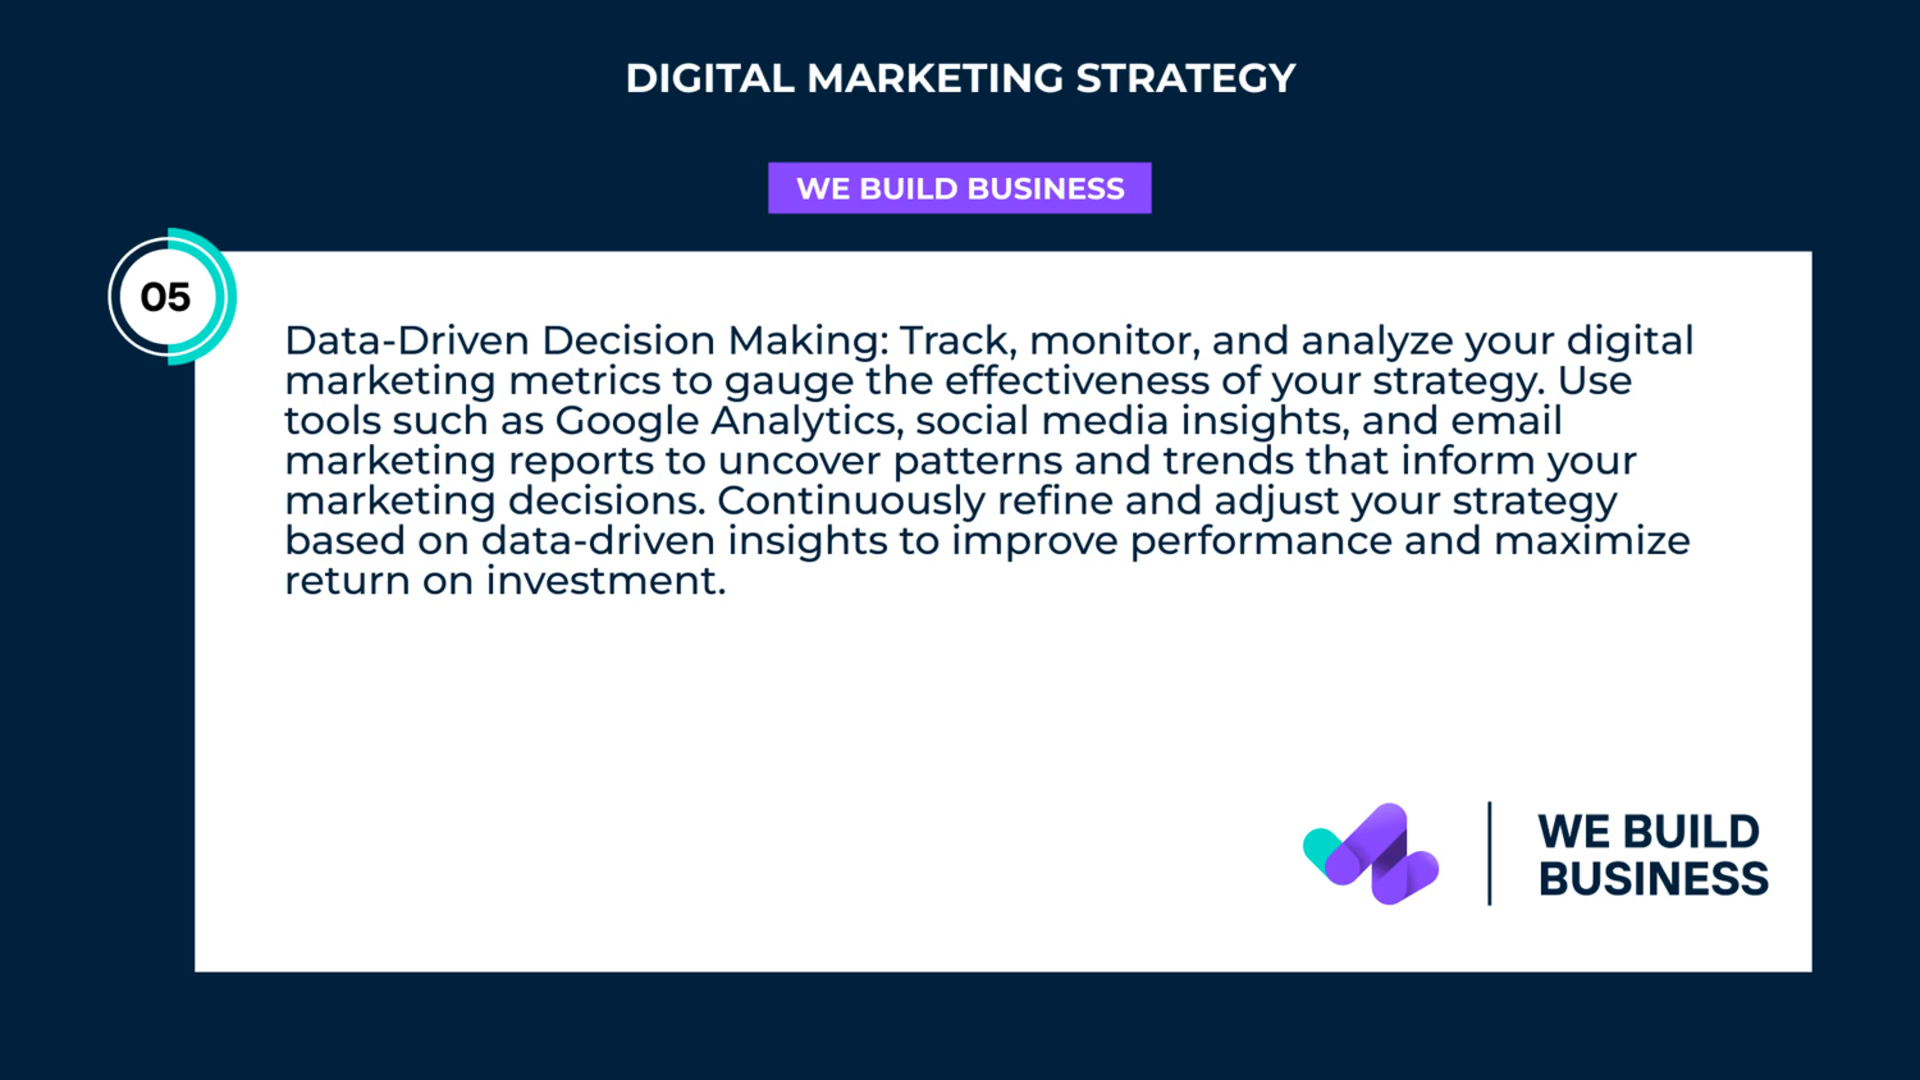 DIGITAL MARKETING STRATEGY
WE BUILD BUSINESS
05
Data-Driven Decision Making: Track, monitor, and analyze your digital
marketing metrics to gauge the effectiveness of your strategy. Use
tools such as Google Analytics, social media insights, and email
marketing reports to uncover patterns and trends that inform your
marketing decisions. Continuously refine and adjust your strategy
based on data-driven insights to improve performance and maximize
return on investment.
WE BUILD
BUSINESS